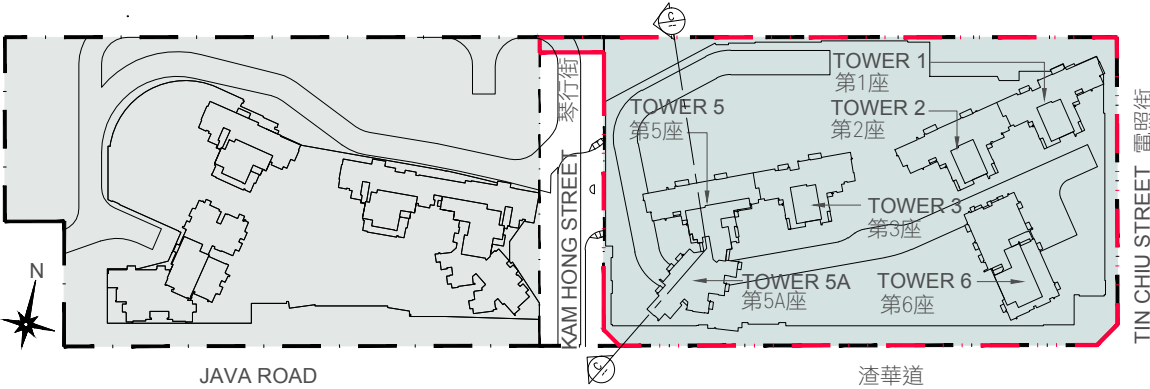 C
TOWER 1
第1座
TOWER 5
第5座
TOWER 2
第2座
琴行街
KAM HONG STREET
電照街
TIN CHIU STREET
TOWER 3
第3座
TOWER 5A
第5A座
TOWER 6
第6座
N
C
JAVA ROAD
渣華道